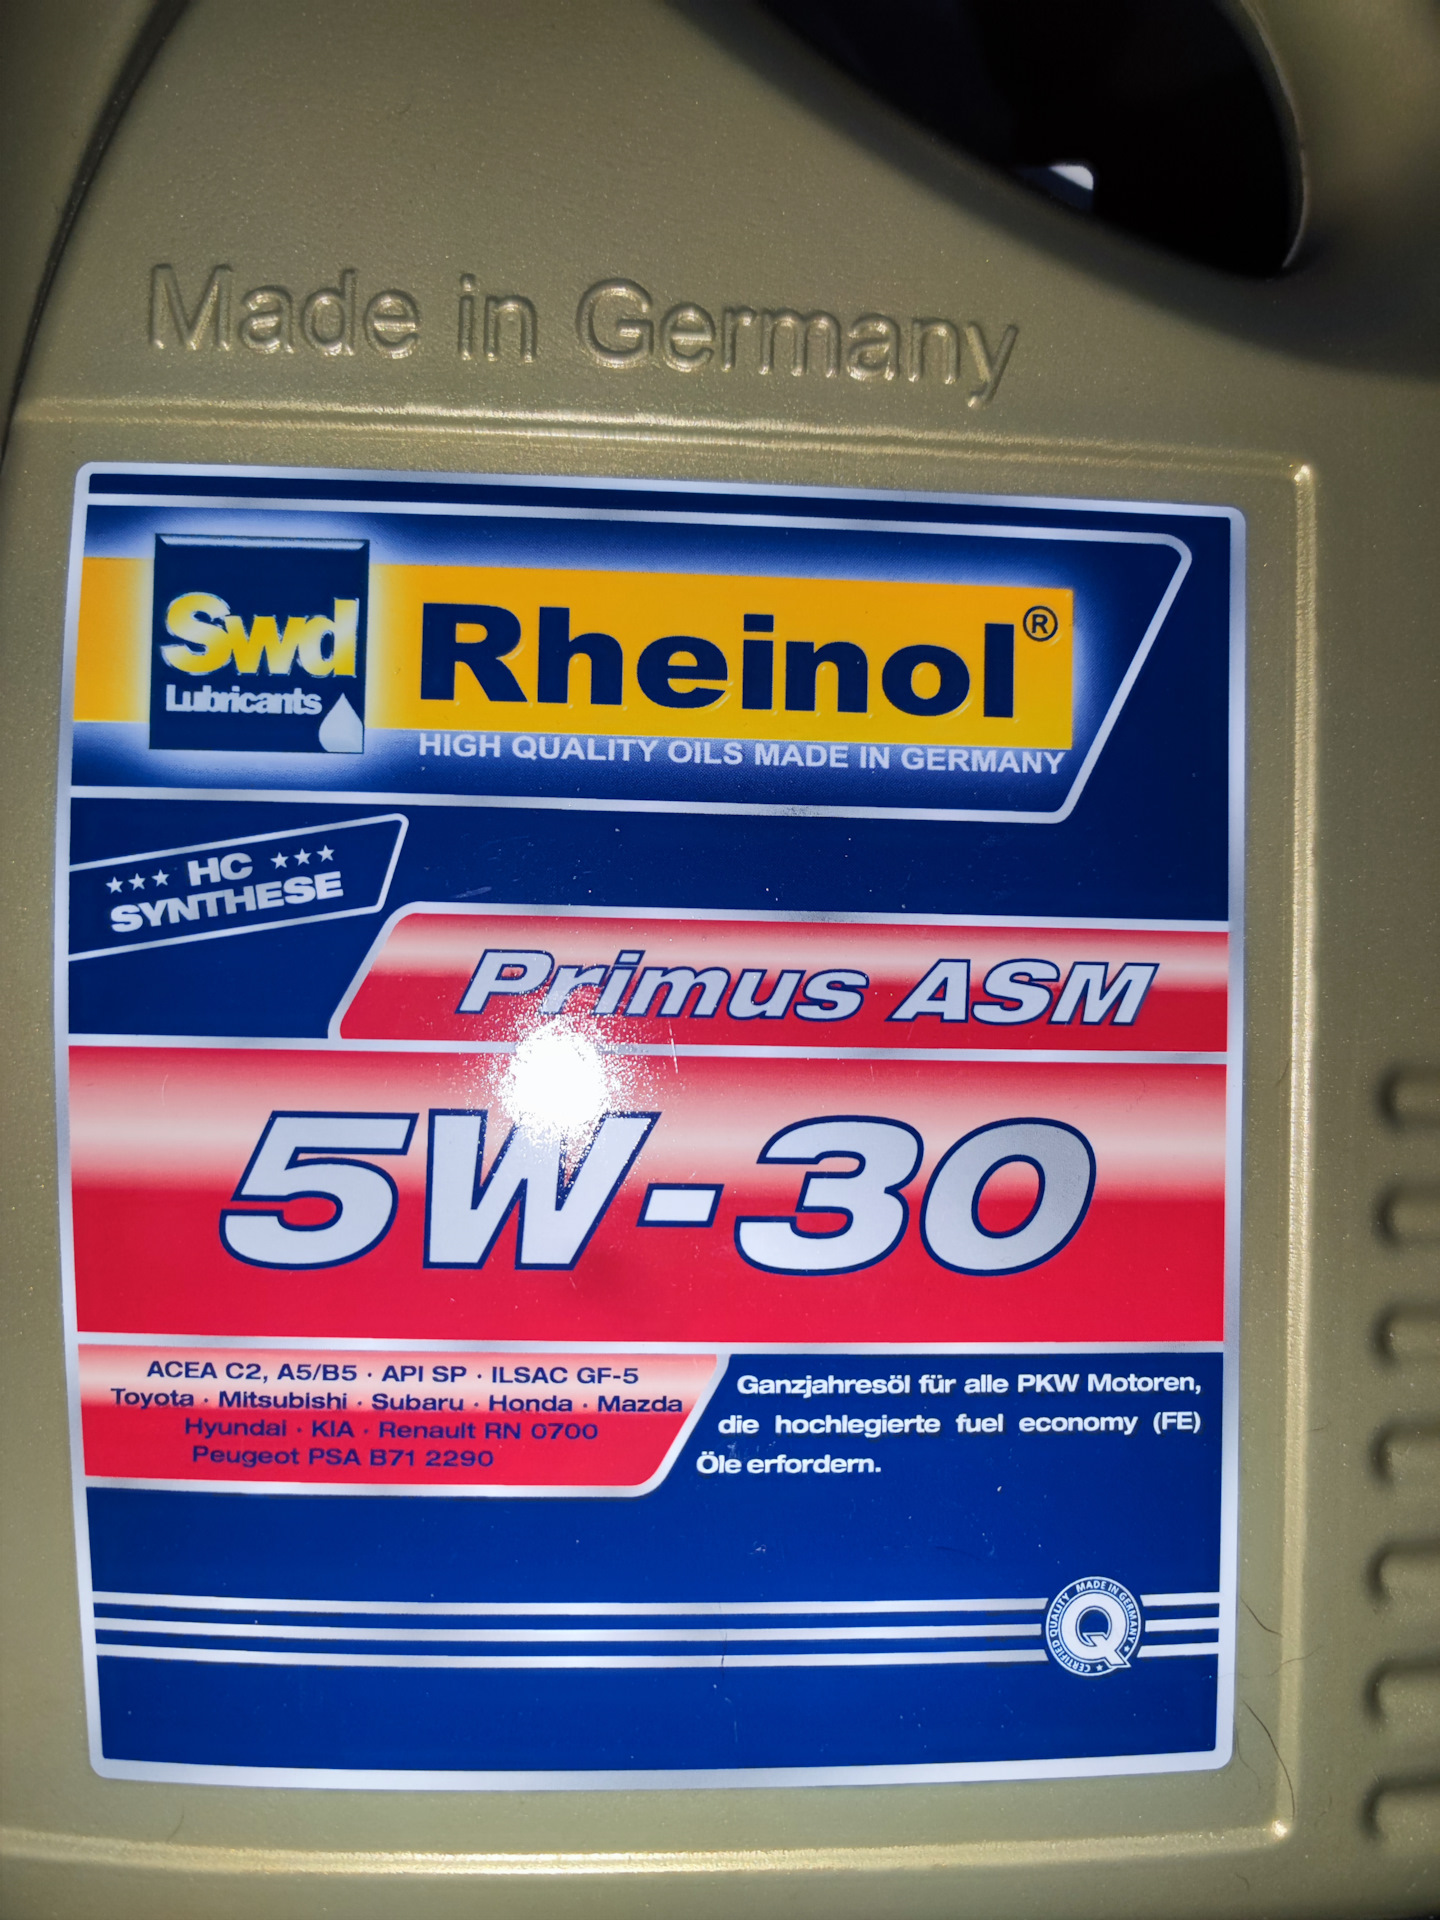 Made in Germany
Swd
Lubricants
Rheinol®
HIGH QUALITY OILS MADE IN GERMANY
*** HC ***
SYNTHESE
Primus ASM
5W-30
ACEA C2, A5/B5 · API SP · ILSAC GF-5
Toyota · Mitsubishi · Subaru · Honda · Mazda
Hyundai · KIA · Renault RN 0700
Peugeot PSA B71 2290
Ganzjahresöl für alle PKW Motoren,
die hochlegierte fuel economy (FE)
Öle erfordern.
MADE IN GERMANY
CERTIFIED QUALITY
Q